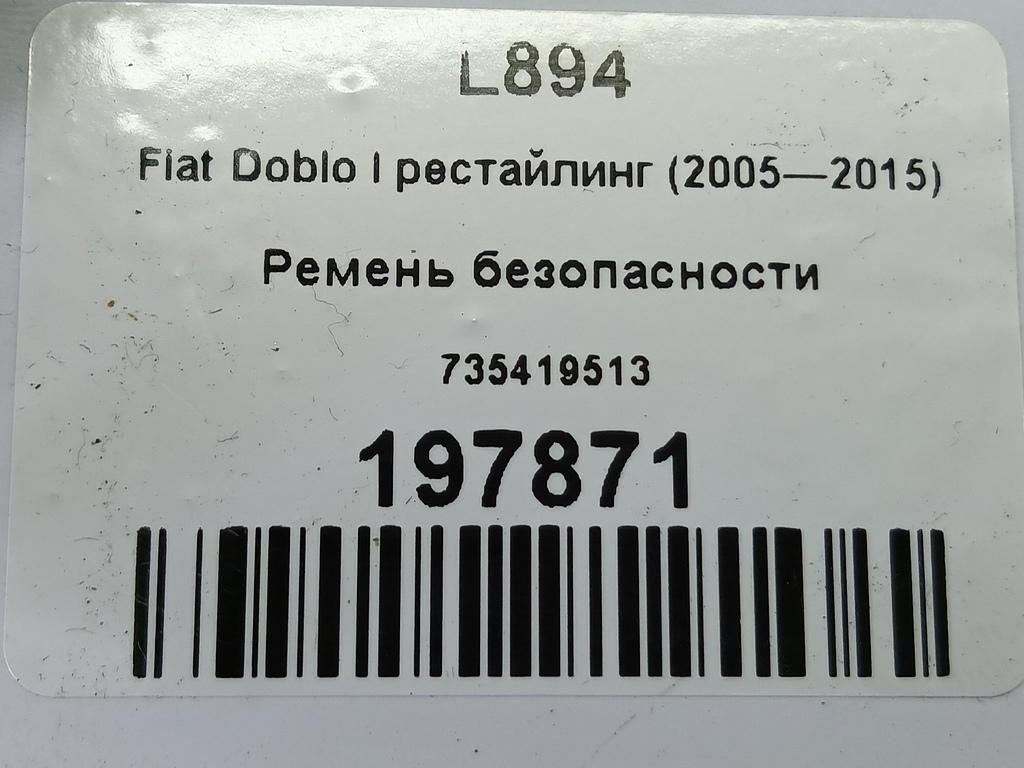 L894
Fiat Doblo I рестайлинг (2005—2015)
Ремень безопасности
735419513
197871